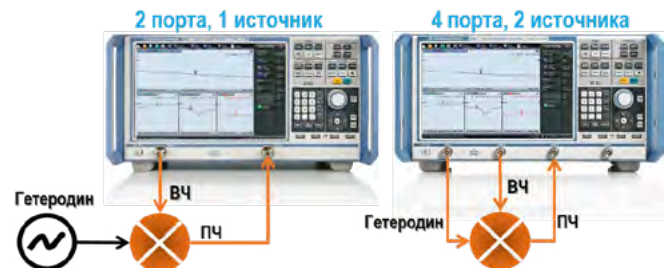 2 порта, 1 источник
4 порта, 2 источника
Гетеродин
ВЧ
ПЧ
Гетеродин
ВЧ
ПЧ